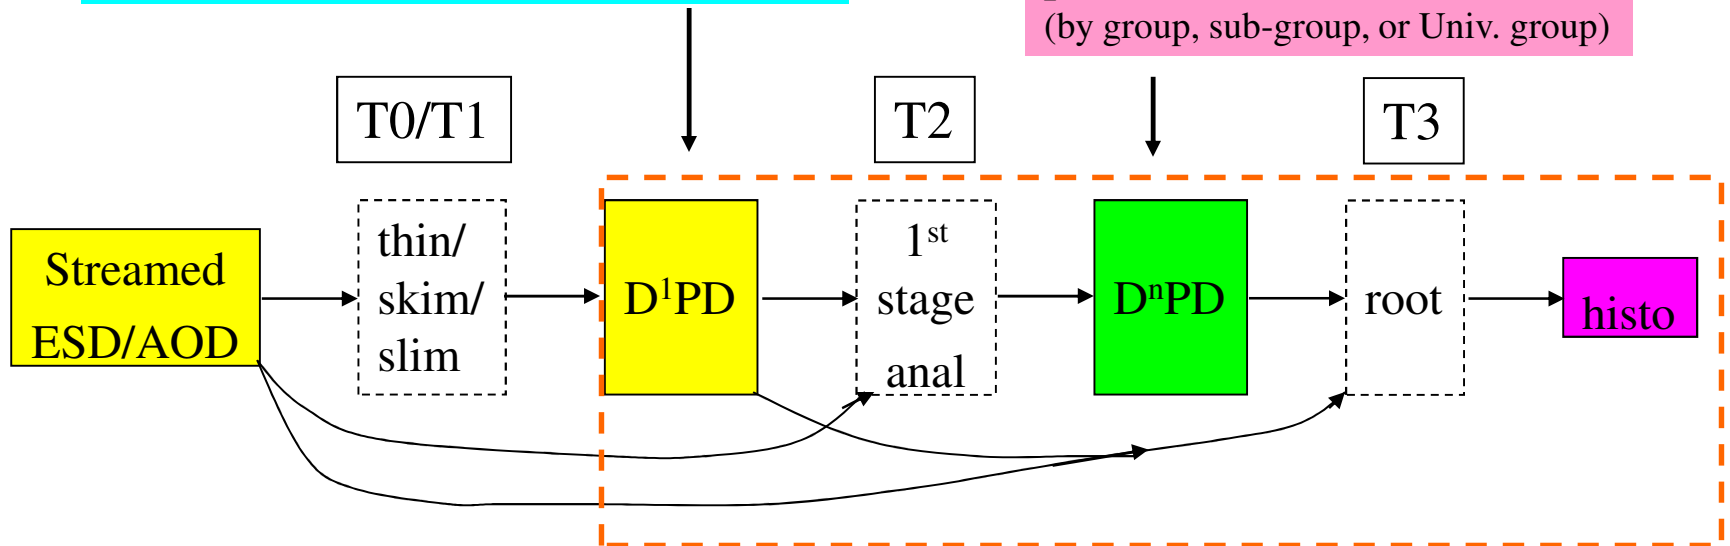 (by group, sub-group, or Univ. group)
T0/T1
T2
T3
Streamed
ESD/AOD
thin/
skim/
slim
D¹PD
1st
stage
anal
DⁿPD
root
histo